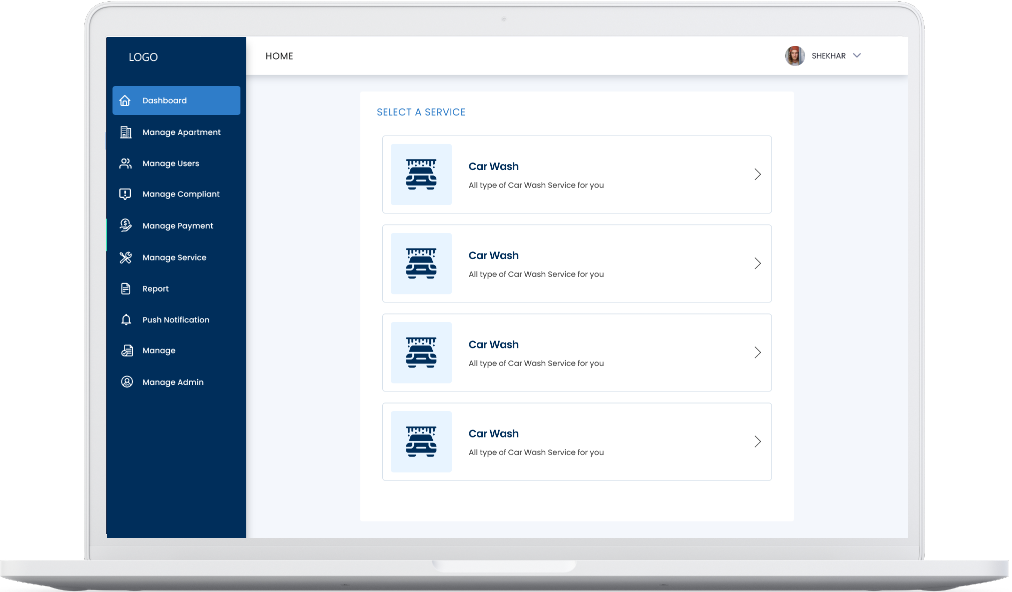 LOGO
HOME
SHEKHAR
Dashboard
Manage Apartment
Manage Users
Manage Compliant
Manage Payment
Manage Service
Report
Push Notification
Manage
Manage Admin
SELECT A SERVICE
Car Wash
All type of Car Wash Service for you
Car Wash
All type of Car Wash Service for you
Car Wash
All type of Car Wash Service for you
Car Wash
All type of Car Wash Service for you